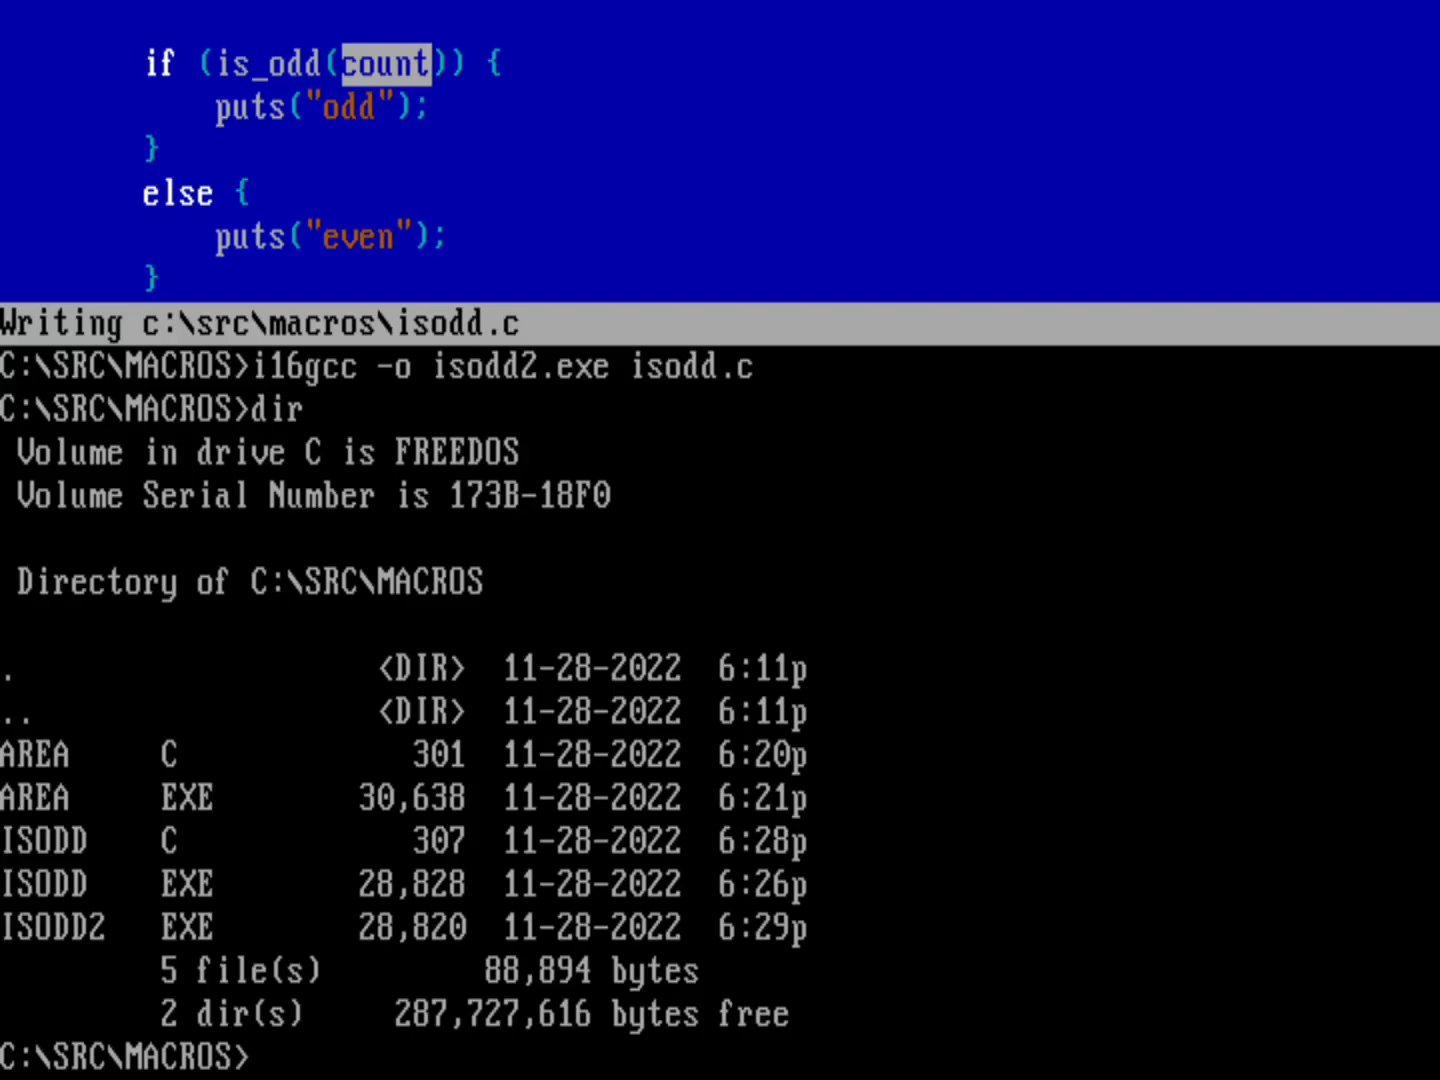 if (is_odd(count)) {
puts("odd");
}
else {
puts("even");
}
Writing c:\src\macros\isodd.c
C:\SRC\MACROS>i16gcc -o isodd2.exe isodd.c
C:\SRC\MACROS>dir
Volume in drive C is FREEDOS
Volume Serial Number is 173B-18F0
Directory of C:\SRC\MACROS
. <DIR> 11-28-2022 6:11p
.. <DIR> 11-28-2022 6:11p
AREA C 301 11-28-2022 6:20p
AREA EXE 30,638 11-28-2022 6:21p
ISODD C 307 11-28-2022 6:28p
ISODD EXE 28,828 11-28-2022 6:26p
ISODD2 EXE 28,820 11-28-2022 6:29p
5 file(s) 88,894 bytes
2 dir(s) 287,727,616 bytes free
C:\SRC\MACROS>